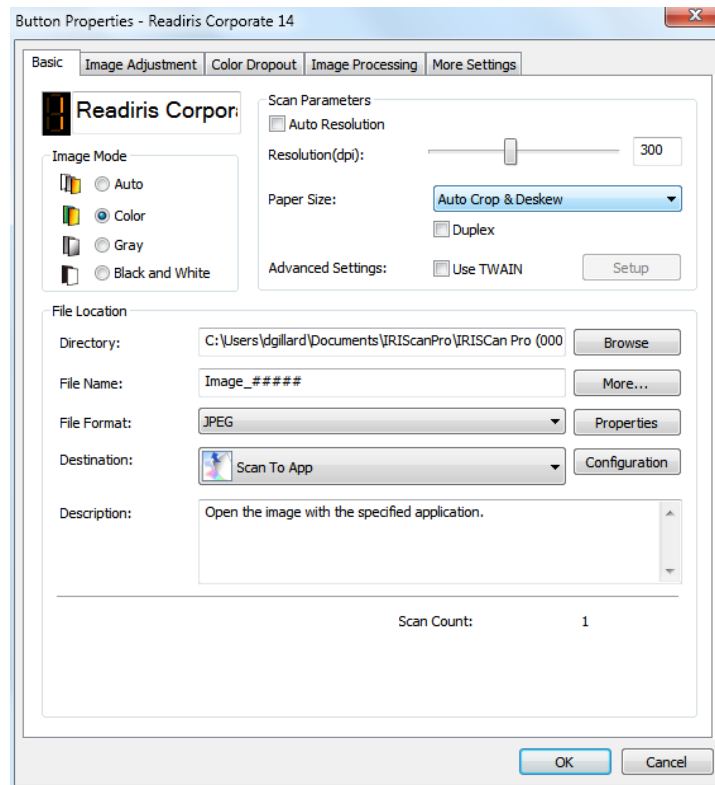 Button Properties - Readiris Corporate 14
Basic Image Adjustment Color Dropout Image Processing More Settings
1 Readiris Corpor
Scan Parameters
Auto Resolution
Resolution(dpi): 300
Image Mode
Auto
Color
Gray
Black and White
Paper Size: Auto Crop & Deskew
Duplex
Advanced Settings: Use TWAIN Setup
File Location
Directory: C:\Users\dgillard\Documents\IRIScanPro\IRISCan Pro (000 Browse
File Name: Image_##### More...
File Format: JPEG Properties
Destination: Scan To App Configuration
Description: Open the image with the specified application.
Scan Count: 1
OK Cancel